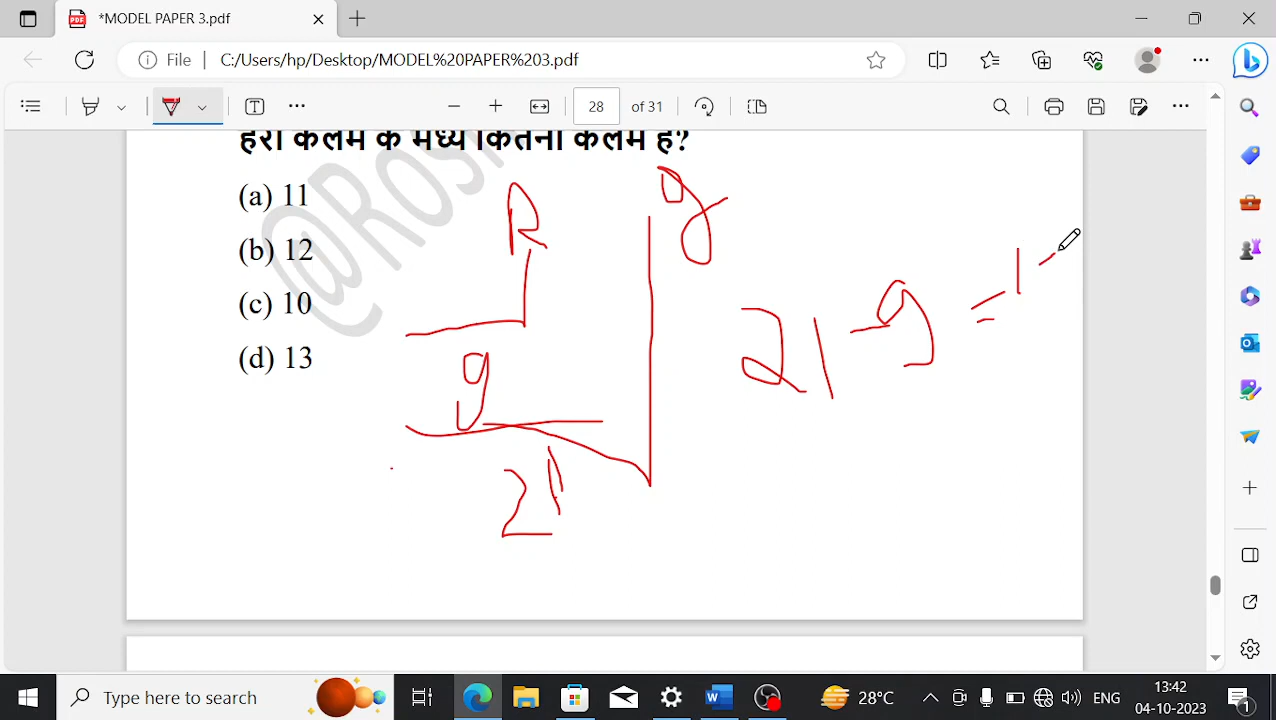 *MODEL PAPER 3.pdf
File
C:/Users/hp/Desktop/MODEL%20PAPER%203.pdf
28 of 31
हरी कलम के मध्य कितनी कलम है?
(a) 11
(b) 12
(c) 10
(d) 13
@Ros
R
g
9
21
21 - 9 = 1
Type here to search
28°C
ENG
13:42
04-10-2023